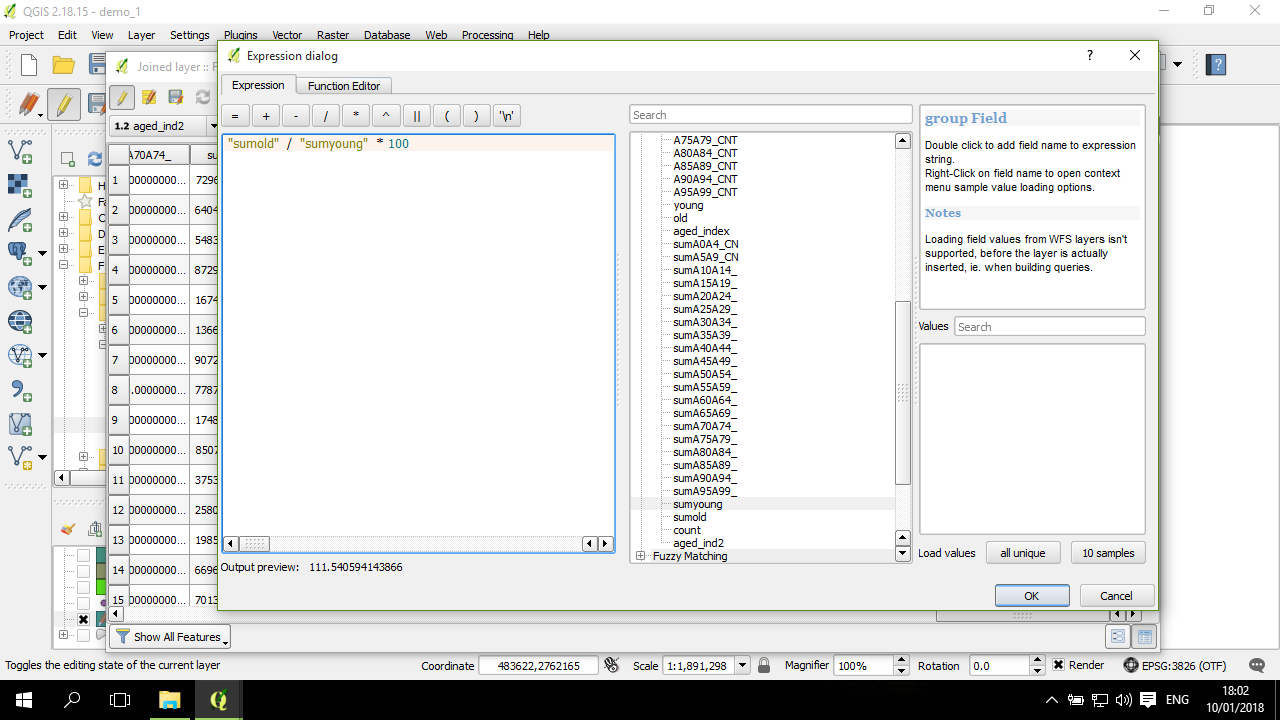 QGIS 2.18.15 - demo_1
Project Edit View Layer Settings Plugins Vector Raster Database Web Processing Help
Joined layer :: F
Expression dialog
?
Expression Function Editor
= + - / * ^ || ( ) '\n'
Search
"sumold" / "sumyoung" * 100
1.2 aged_ind2
A70A74_ su
1 00000000... 7296
2 00000000... 6404
3 00000000... 5483
4 00000000... 8729
5 00000000... 1674
6 00000000... 1366
7 00000000... 9072
8 .0000000... 7787
9 00000000... 1748
10 00000000... 8507
11 00000000... 3753
12 00000000... 2580
13 00000000... 1985
14 00000000... 6696
15 00000000... 7013
H
Fa
C
D
E
F
A75A79_CNT
A80A84_CNT
A85A89_CNT
A90A94_CNT
A95A99_CNT
young
old
aged_index
sumA0A4_CN
sumA5A9_CN
sumA10A14_
sumA15A19_
sumA20A24_
sumA25A29_
sumA30A34_
sumA35A39_
sumA40A44_
sumA45A49_
sumA50A54_
sumA55A59_
sumA60A64_
sumA65A69_
sumA70A74_
sumA75A79_
sumA80A84_
sumA85A89_
sumA90A94_
sumA95A99_
sumyoung
sumold
count
aged_ind2
Fuzzy Matching
group Field
Double click to add field name to expression
string.
Right-Click on field name to open context
menu sample value loading options.
Notes
Loading field values from WFS layers isn't
supported, before the layer is actually
inserted, ie. when building queries.
Values Search
Load values all unique 10 samples
Output preview: 111.540594143866
OK Cancel
Show All Features
Toggles the editing state of the current layer
Coordinate 483622,2762165 Scale 1:1,891,298 Magnifier 100% Rotation 0.0 Render EPSG:3826 (OTF)
ENG
18:02
10/01/2018